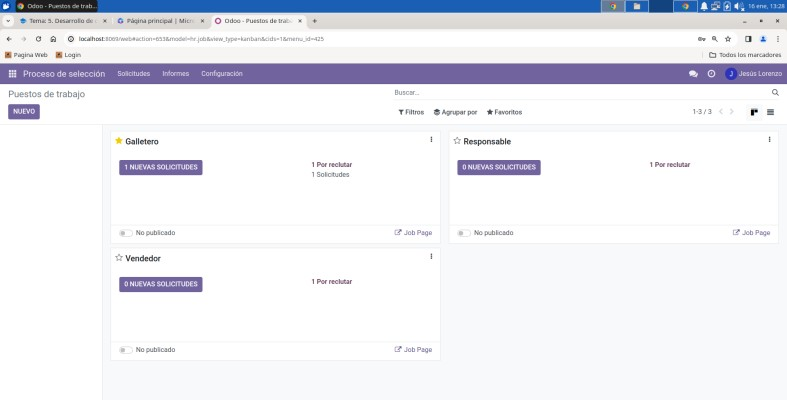 Odoo - Puestos de trab...
16 ene, 13:28
Tema: 5. Desarrollo de
Página principal | Micr
Odoo - Puestos de trab
localhost:8069/web#action=653&model=hr.job&view_type=kanban&cids=1&menu_id=425
Pagina Web
Login
Todos los marcadores
Proceso de selección
Solicitudes
Informes
Configuración
Jesús Lorenzo
Puestos de trabajo
Buscar...
NUEVO
Filtros
Agrupar por
Favoritos
1-3 / 3
Galletero
1 NUEVAS SOLICITUDES
1 Por reclutar
1 Solicitudes
No publicado
Job Page
Responsable
0 NUEVAS SOLICITUDES
1 Por reclutar
No publicado
Job Page
Vendedor
0 NUEVAS SOLICITUDES
1 Por reclutar
No publicado
Job Page